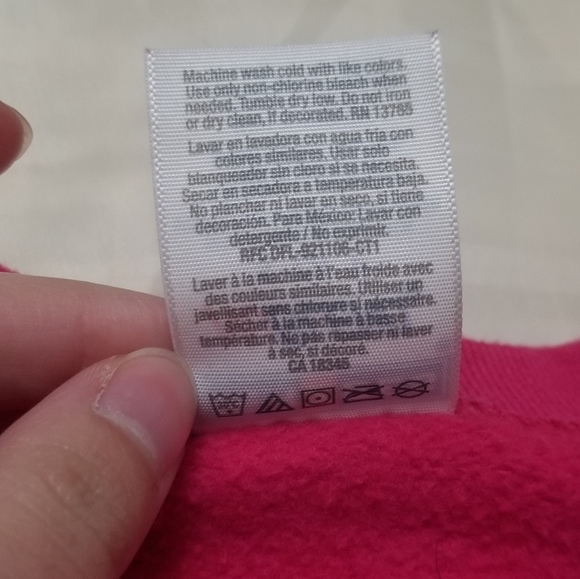 Machine wash cold with like colors.
Use only non-chlorine bleach when
needed. Tumble dry low. Do not iron
or dry clean, if decorated. RN 13765
Lavar en lavadora con agua fria con
colores similares. Usar solo
blanqueador sin cloro si se necesita.
Secar en secadora a temperatura baja.
No planchar ni lavar en seco, si tiene
decoración. Para México: Lavar con
detergente / No exprimir.
RFC DFL-921106-CT1
Laver à la machine à l'eau froide avec
des couleurs similaires. Utiliser un
javellisant sans chlorure si nécessaire.
Sécher à la machine à basse
température. Ne pas repasser ni laver
à sec, si décoré.
CA 18345